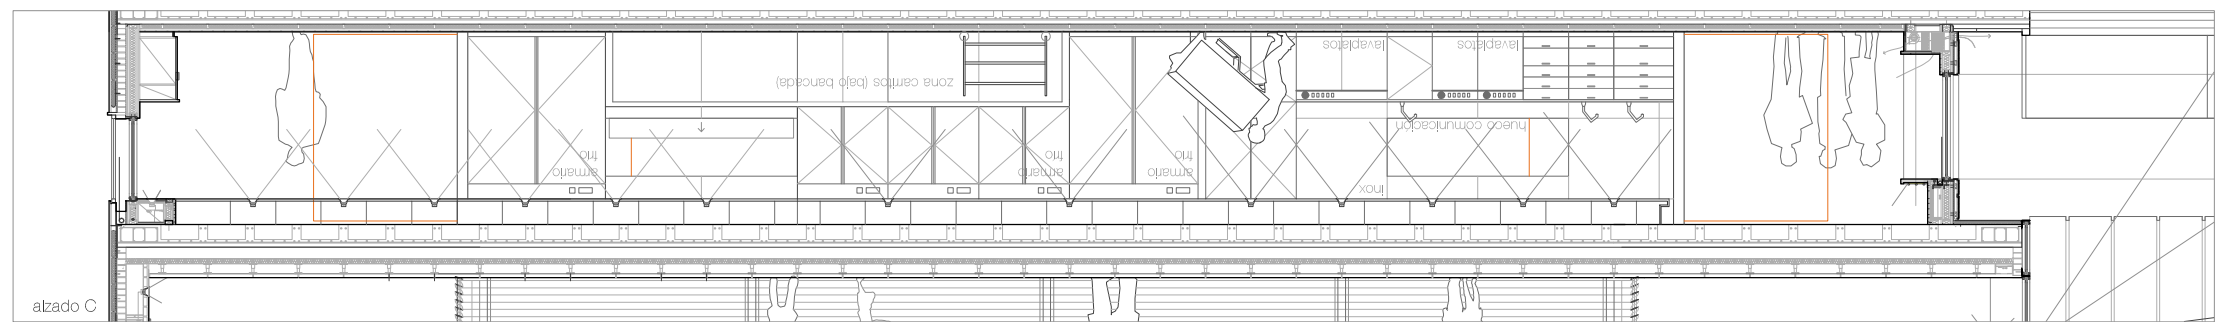 lavaplatos
lavaplatos
zona carritos (bajo bancada)
hueco comunicación
armario
frío
armario
frío
armario
frío
inox
alzado C